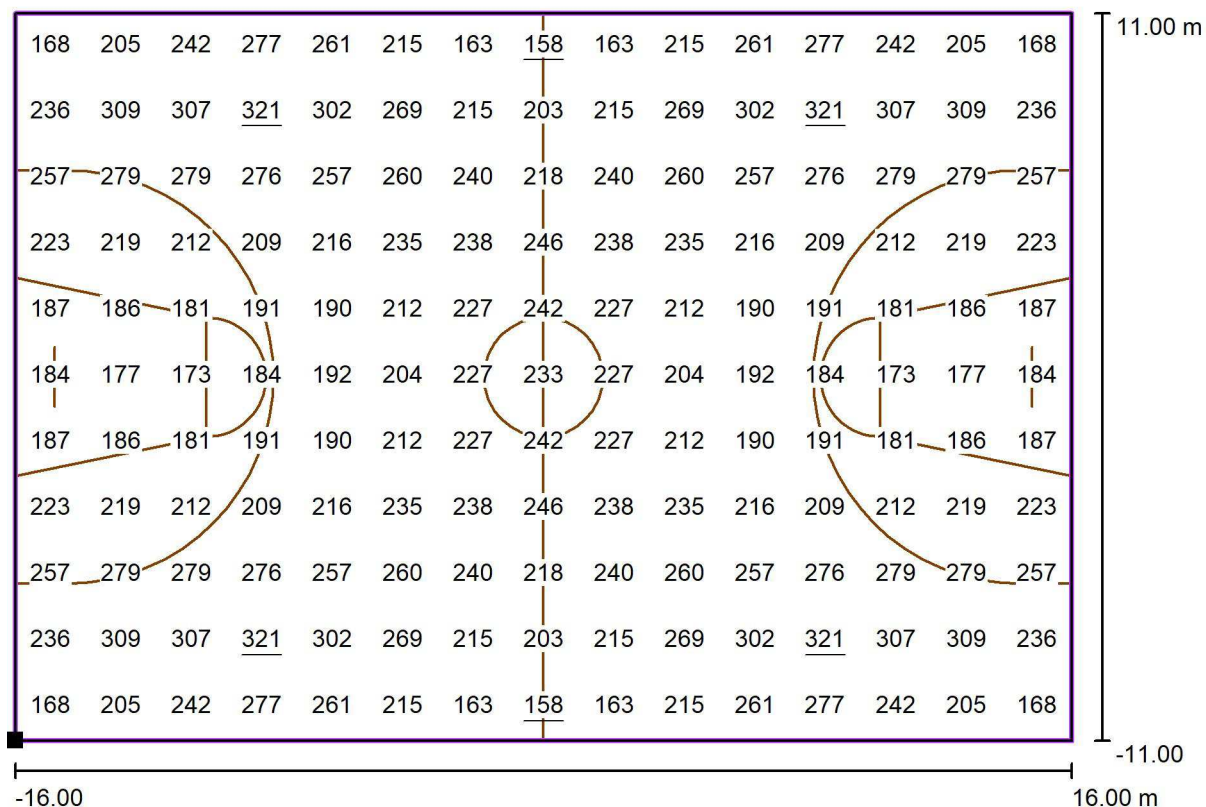 168 205 242 277 261 215 163 158 163 215 261 277 242 205 168
11.00 m
236 309 307 321 302 269 215 203 215 269 302 321 307 309 236
257 279 279 276 257 260 240 218 240 260 257 276 279 279 257
223 219 212 209 216 235 238 246 238 235 216 209 212 219 223
187 186 181 191 190 212 227 242 227 212 190 191 181 186 187
184 177 173 184 192 204 227 233 227 204 192 184 173 177 184
187 186 181 191 190 212 227 242 227 212 190 191 181 186 187
223 219 212 209 216 235 238 246 238 235 216 209 212 219 223
257 279 279 276 257 260 240 218 240 260 257 276 279 279 257
236 309 307 321 302 269 215 203 215 269 302 321 307 309 236
168 205 242 277 261 215 163 158 163 215 261 277 242 205 168
-11.00
-16.00 16.00 m